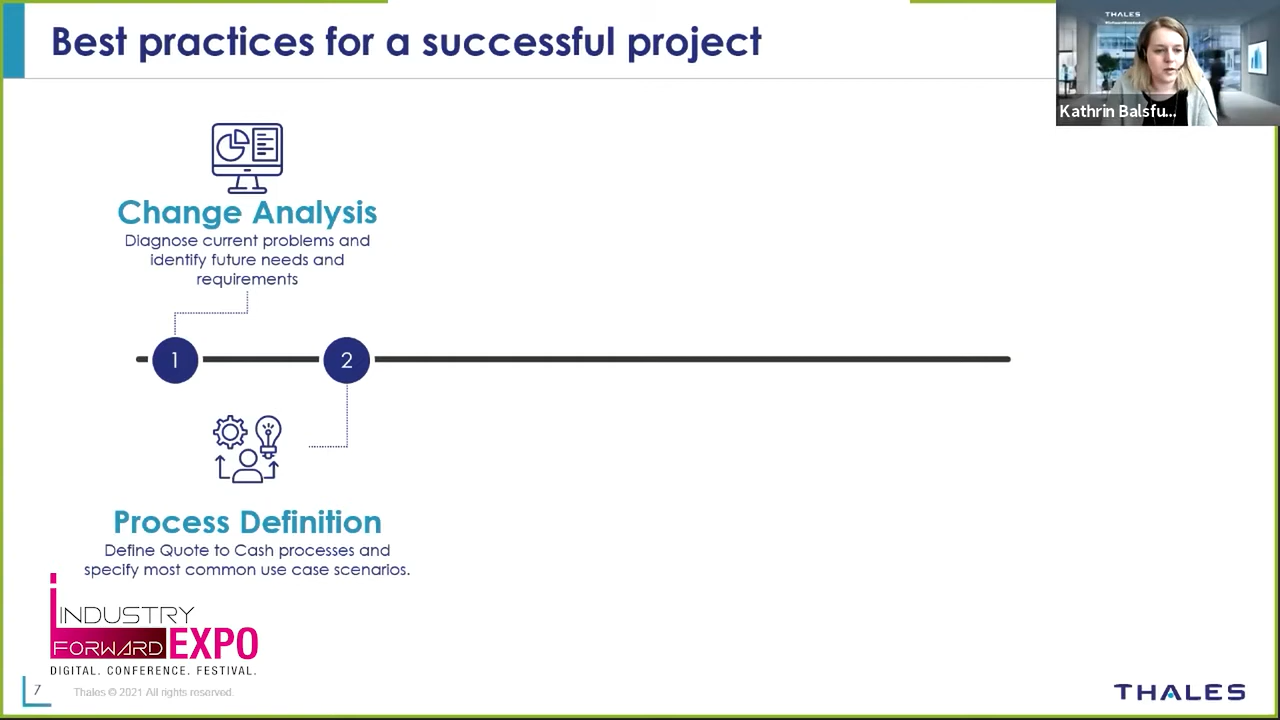 Best practices for a successful project
THALES
Kathrin Balsfu...
Change Analysis
Diagnose current problems and
identify future needs and
requirements
1
2
Process Definition
Define Quote to Cash processes and
specify most common use case scenarios.
INDUSTRY
FORWARD EXPO
DIGITAL. CONFERENCE. FESTIVAL.
7
Thales © 2021 All rights reserved.
THALES